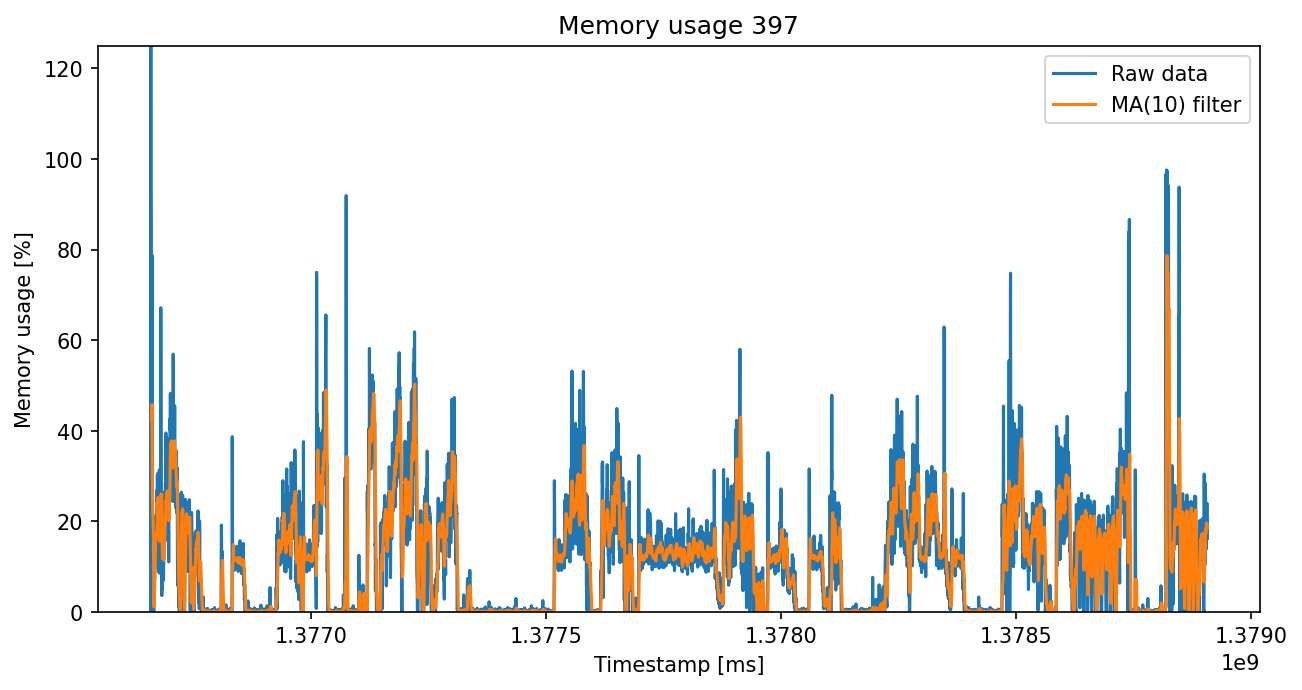 Memory usage 397
Raw data
MA(10) filter
Memory usage [%]
120
100
80
60
40
20
0
1.3770
1.3775
1.3780
1.3785
1.3790
1e9
Timestamp [ms]